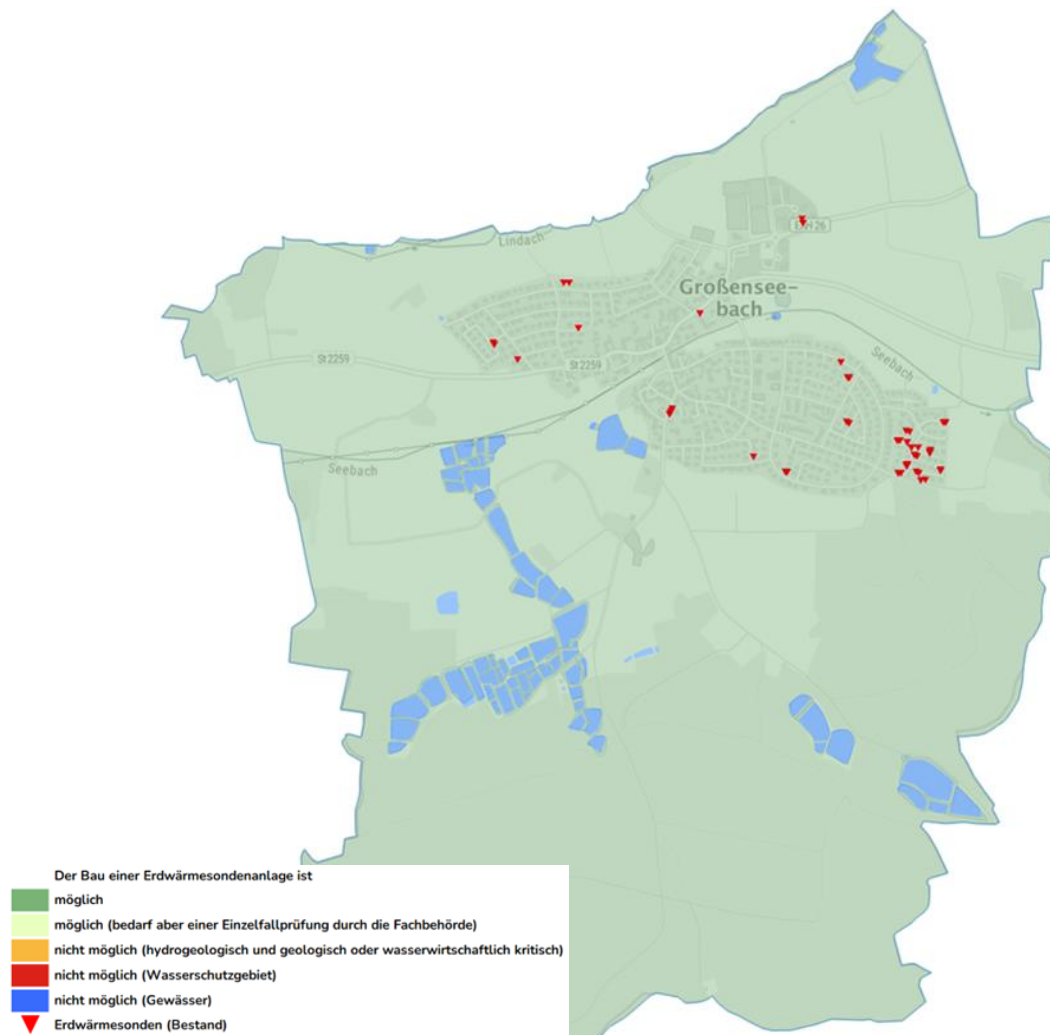 Lindach
Großensee-
bach
St2259
St2259
Seebach
Seebach
Der Bau einer Erdwärmesondenanlage ist
möglich
möglich (bedarf aber einer Einzelfallprüfung durch die Fachbehörde)
nicht möglich (hydrogeologisch und geologisch oder wasserwirtschaftlich kritisch)
nicht möglich (Wasserschutzgebiet)
nicht möglich (Gewässer)
Erdwärmesonden (Bestand)